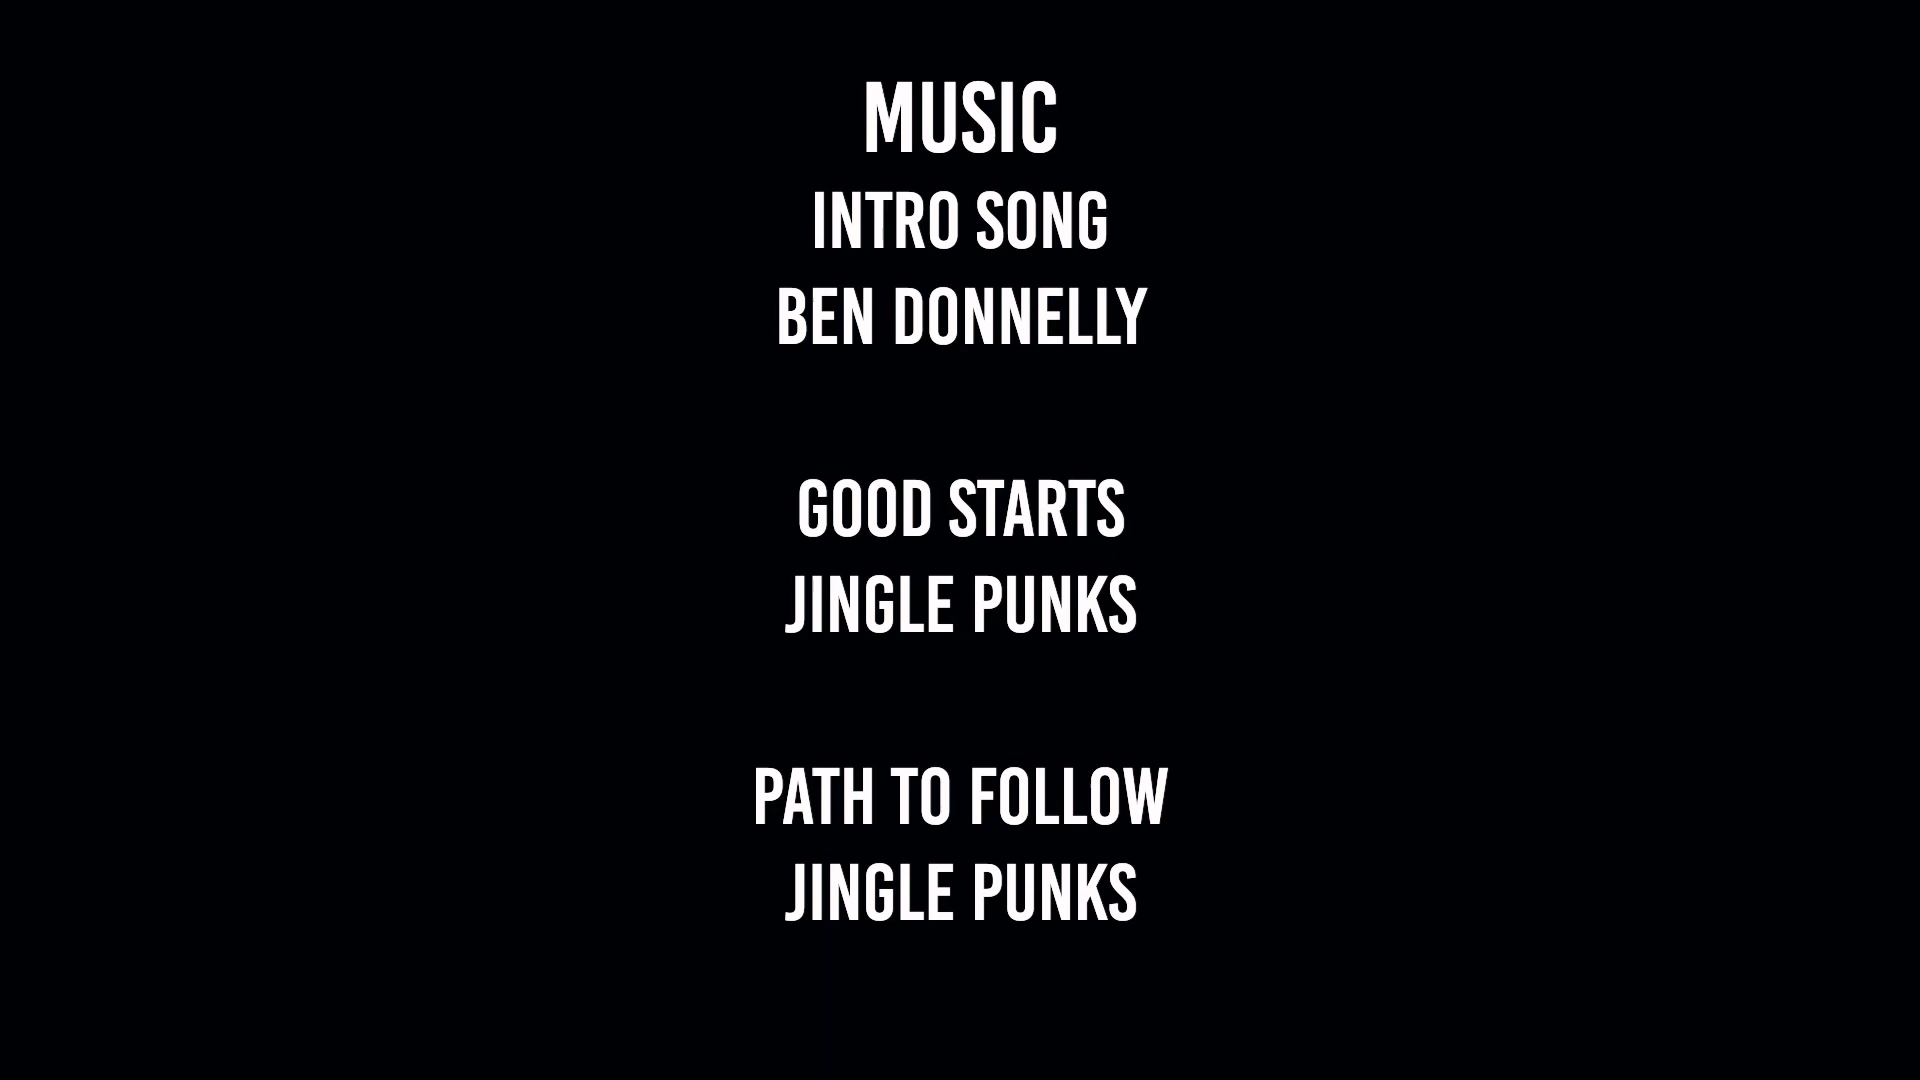 MUSIC
INTRO SONG
BEN DONNELLY
GOOD STARTS
JINGLE PUNKS
PATH TO FOLLOW
JINGLE PUNKS